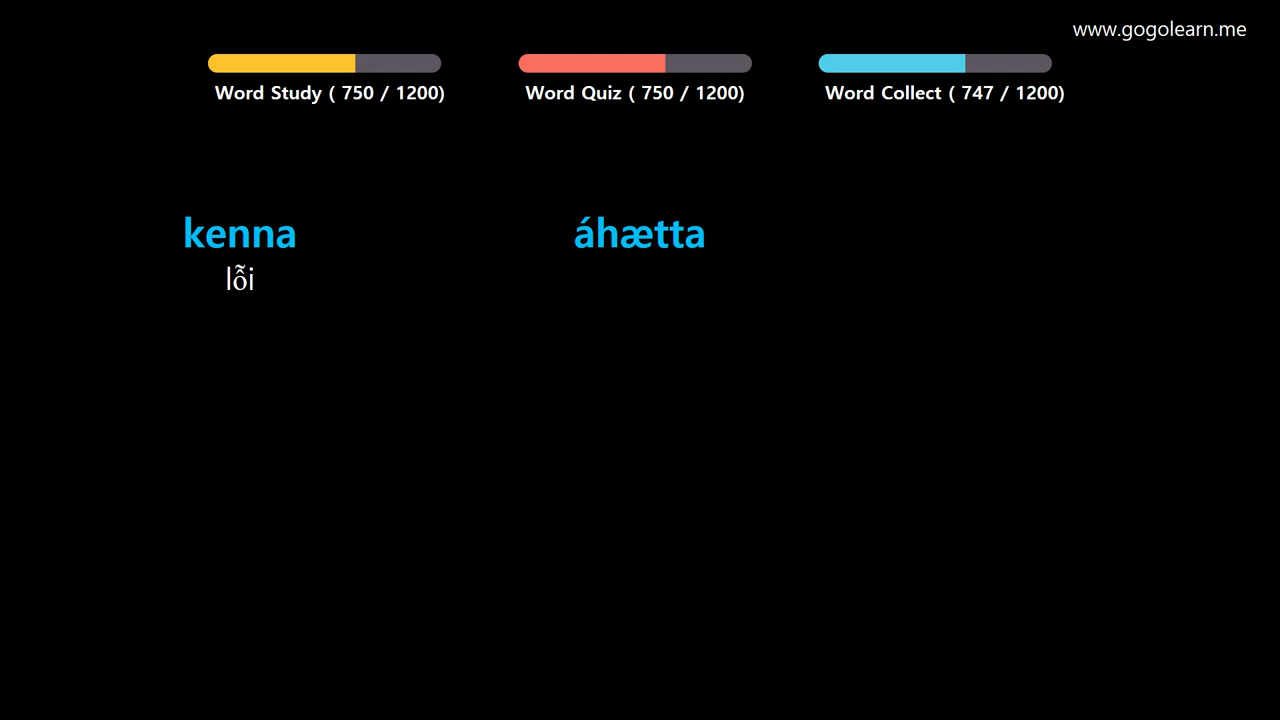 www.gogolearn.me
Word Study ( 750 / 1200)
Word Quiz ( 750 / 1200)
Word Collect ( 747 / 1200)
kenna
lỗi
áhætta